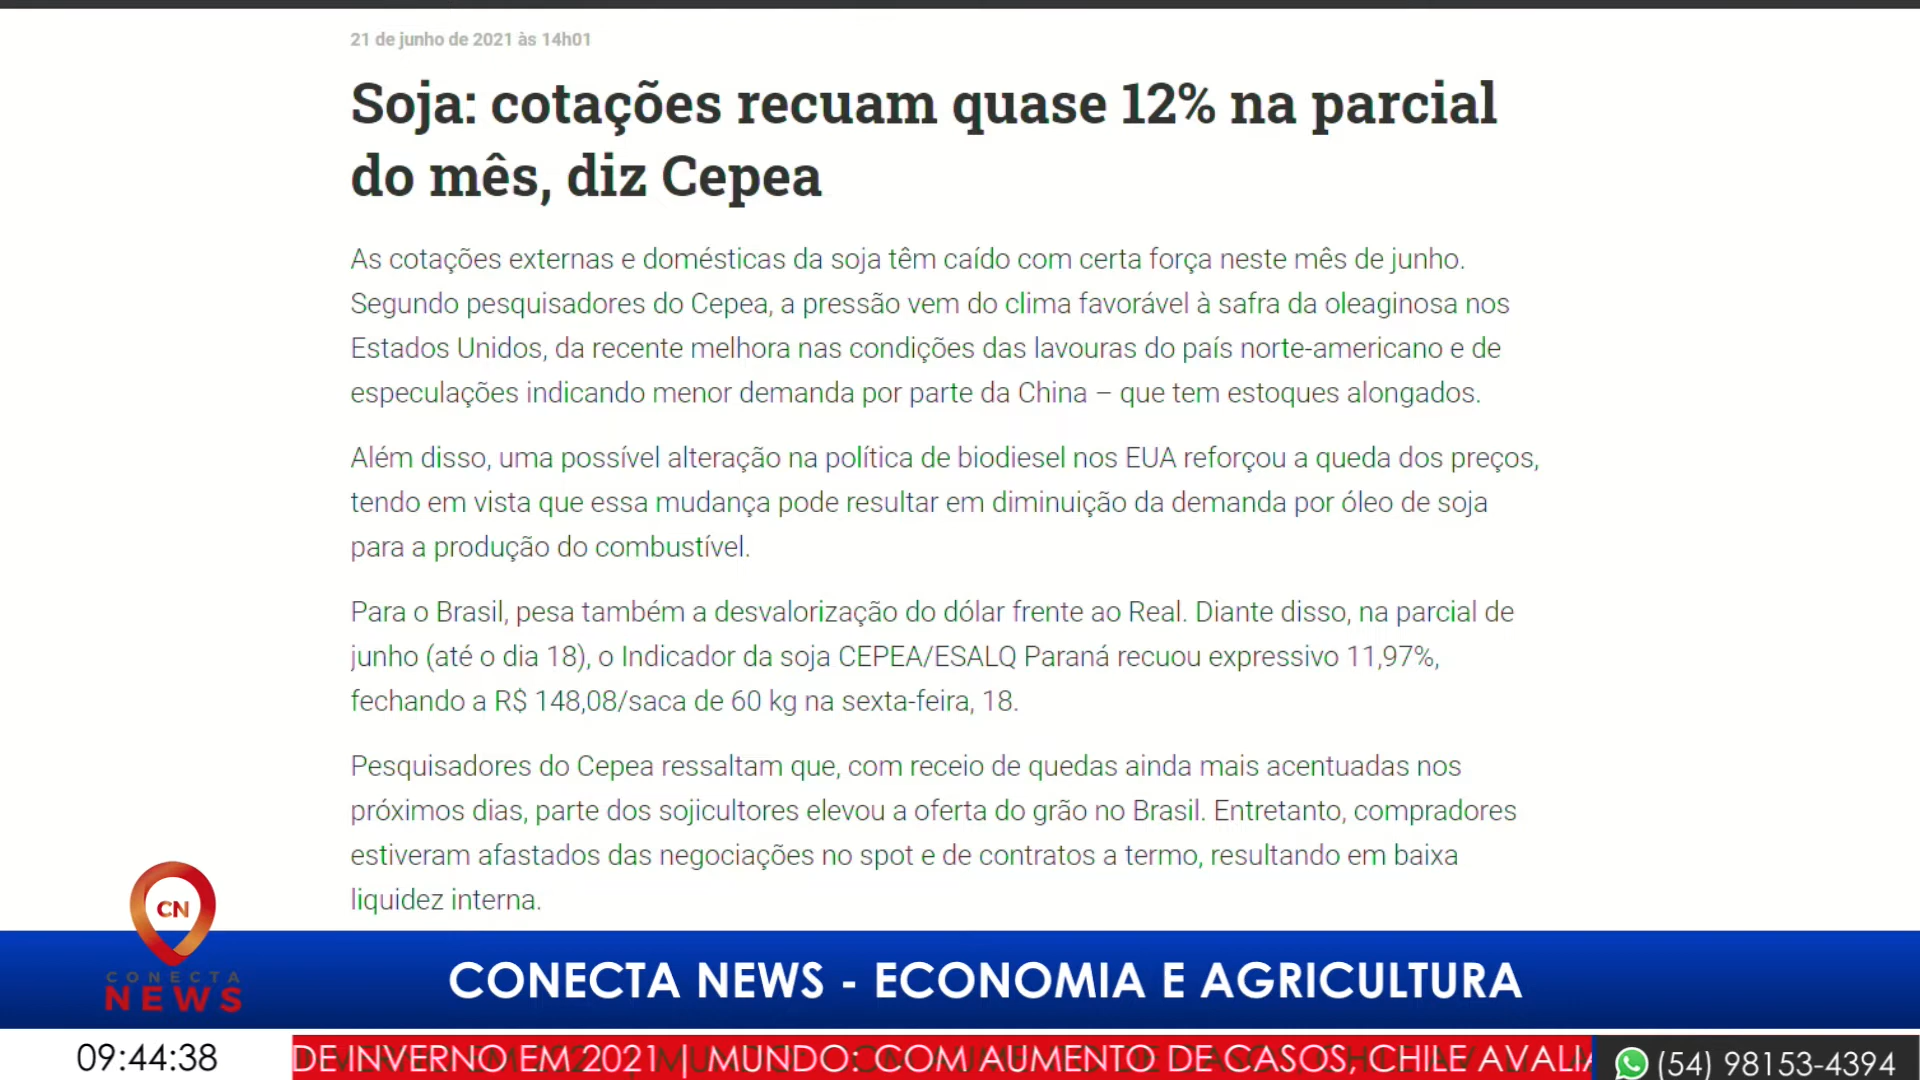 21 de junho de 2021 às 14h01
Soja: cotações recuam quase 12% na parcial
do mês, diz Cepea
As cotações externas e domésticas da soja têm caído com certa força neste mês de junho.
Segundo pesquisadores do Cepea, a pressão vem do clima favorável à safra da oleaginosa nos
Estados Unidos, da recente melhora nas condições das lavouras do país norte-americano e de
especulações indicando menor demanda por parte da China – que tem estoques alongados.
Além disso, uma possível alteração na política de biodiesel nos EUA reforçou a queda dos preços,
tendo em vista que essa mudança pode resultar em diminuição da demanda por óleo de soja
para a produção do combustível.
Para o Brasil, pesa também a desvalorização do dólar frente ao Real. Diante disso, na parcial de
junho (até o dia 18), o Indicador da soja CEPEA/ESALQ Paraná recuou expressivo 11,97%,
fechando a R$ 148,08/saca de 60 kg na sexta-feira, 18.
Pesquisadores do Cepea ressaltam que, com receio de quedas ainda mais acentuadas nos
próximos dias, parte dos sojicultores elevou a oferta do grão no Brasil. Entretanto, compradores
estiveram afastados das negociações no spot e de contratos a termo, resultando em baixa
liquidez interna.
CN
CONECTA
NEWS
CONECTA NEWS - ECONOMIA E AGRICULTURA
09:44:38
DE INVERNO EM 2021 | MUNDO: COM AUMENTO DE CASOS, CHILE AVALIA
(54) 98153-4394